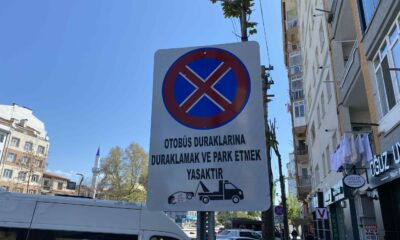 OTOBÜS DURAKLARINA
DURAKLAMAK VE PARK ETMEK
YASAKTIR